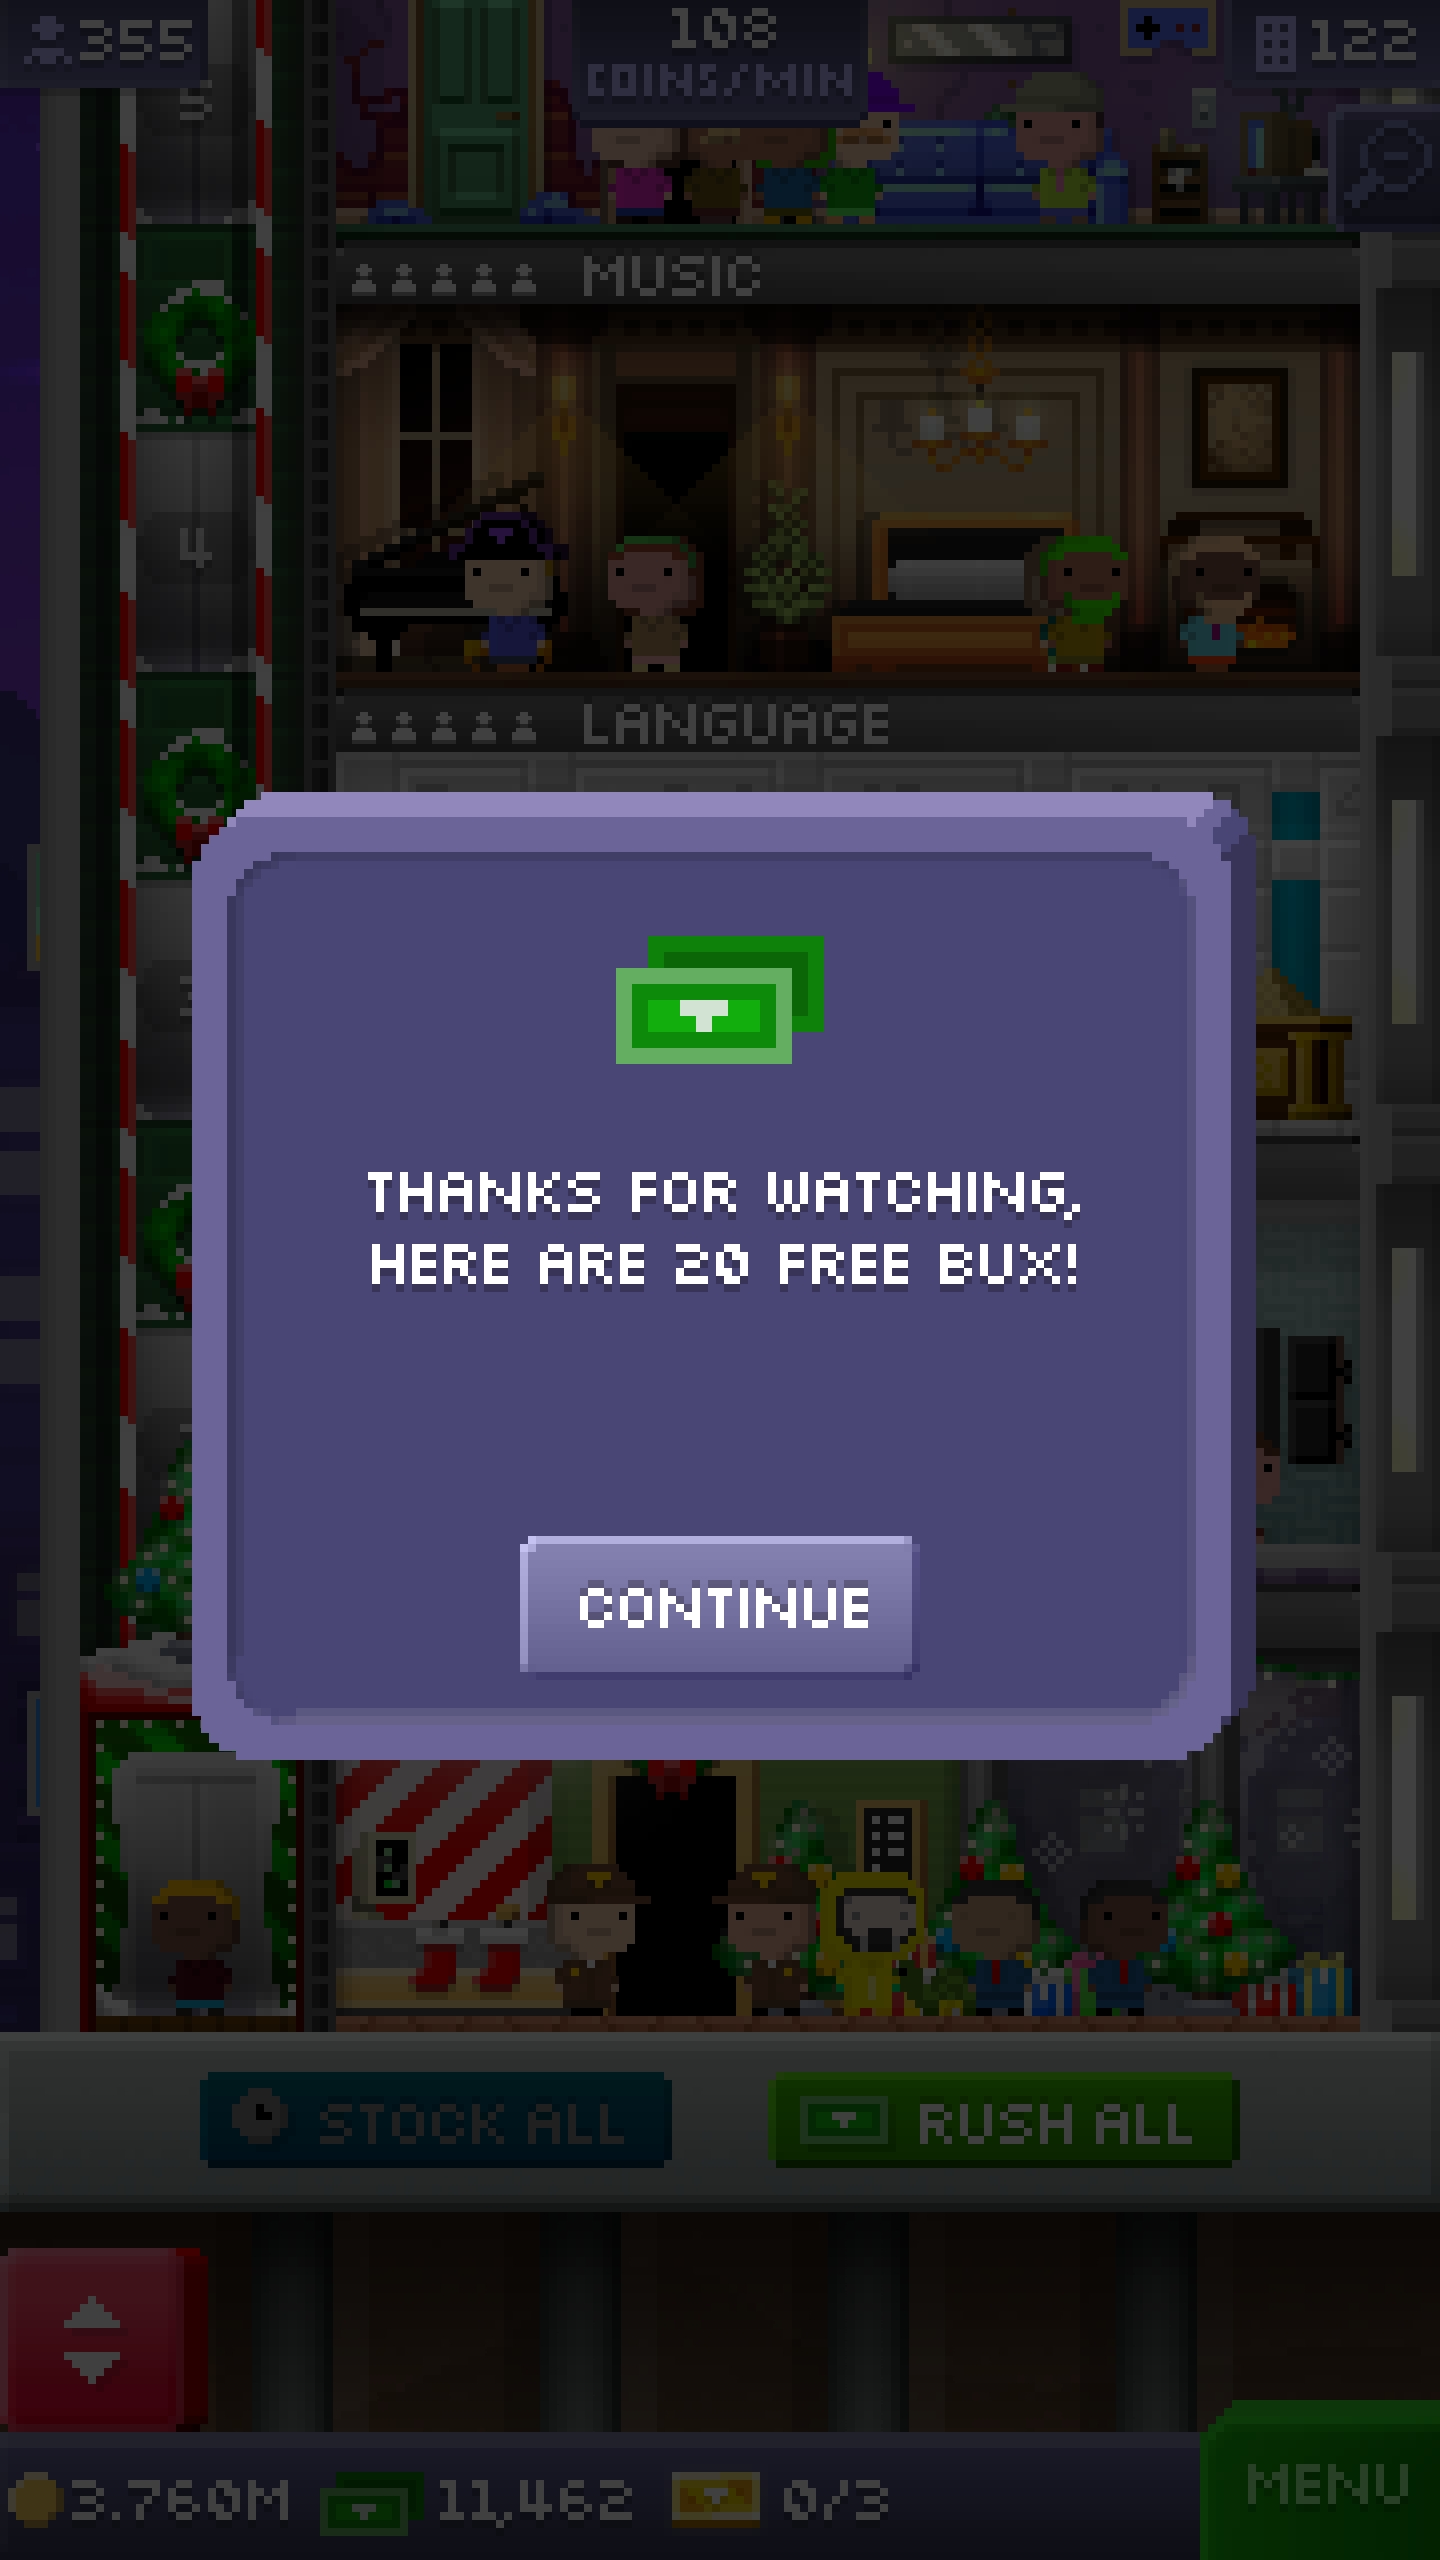 355
108
COINS/MIN
122
5
MUSIC
4
LANGUAGE
THANKS FOR WATCHING,
HERE ARE 20 FREE BUX!
CONTINUE
STOCK ALL
RUSH ALL
3.760M
11,462
0/3
MENU